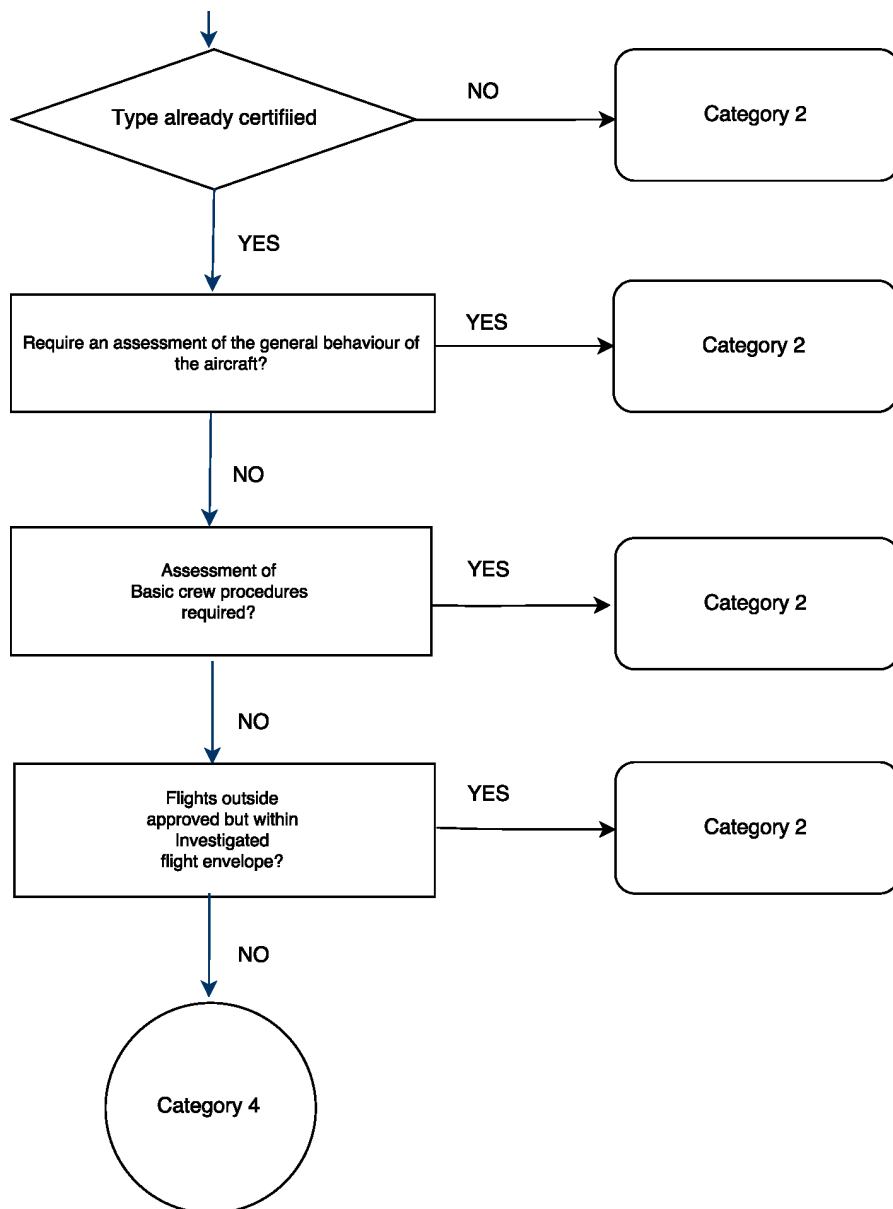 Type already certifiied
NO
Category 2
YES
Require an assessment of the general behaviour of
the aircraft?
YES
Category 2
NO
Assessment of
Basic crew procedures
required?
YES
Category 2
NO
Flights outside
approved but within
Investigated
flight envelope?
YES
Category 2
NO
Category 4